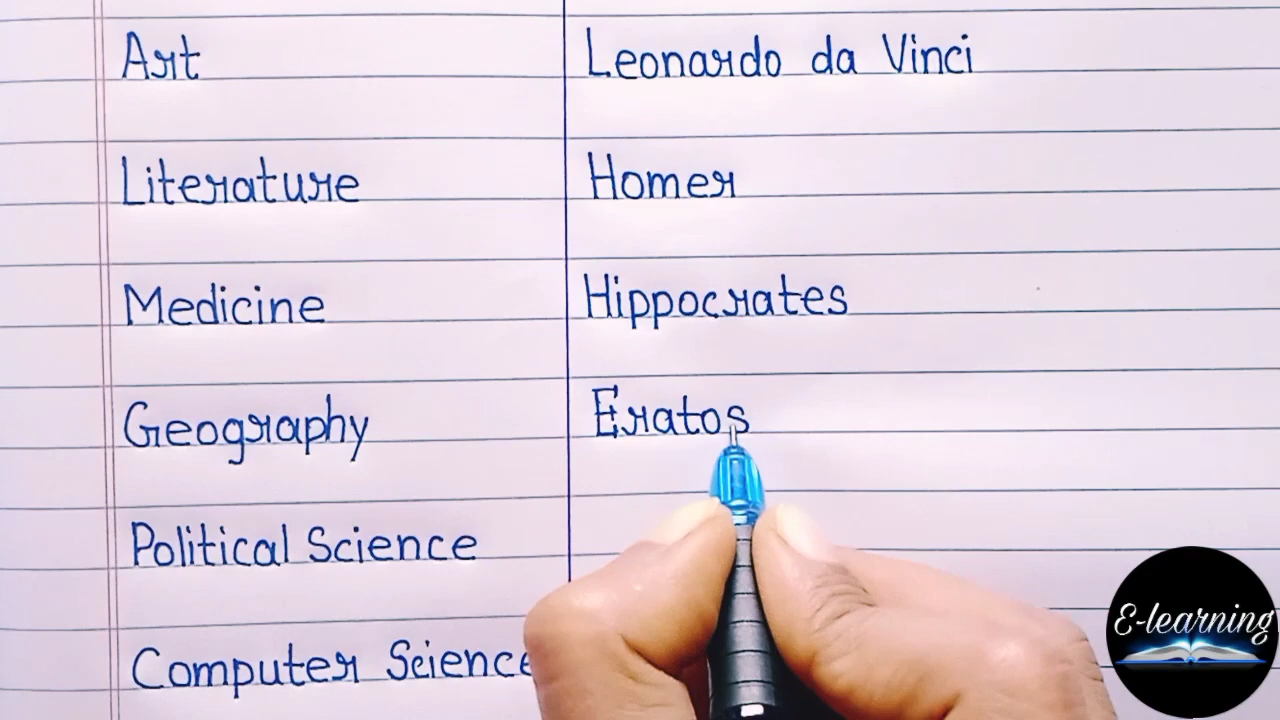 Art Leonardo da Vinci
Literature Homer
Medicine Hippocrates
Geography Eratos
Political Science
Computer Science
E-learning